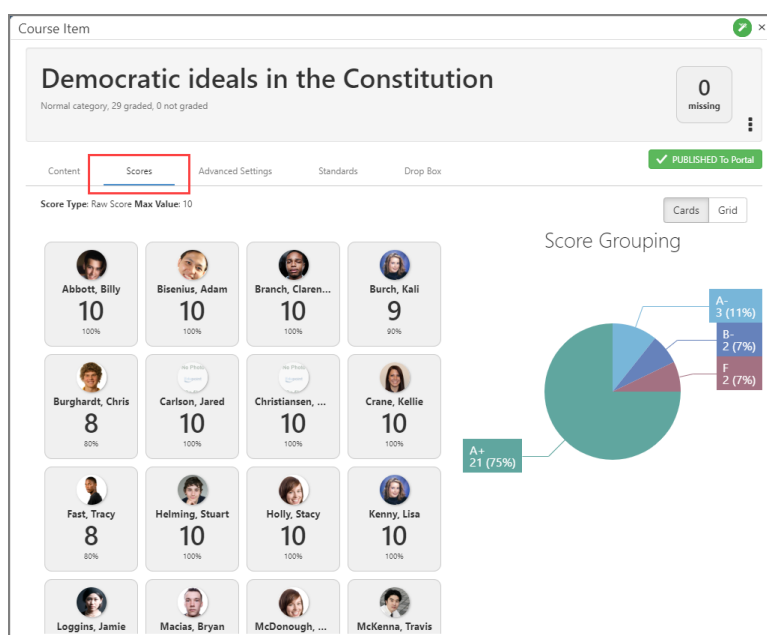 Course Item
×
Democratic ideals in the Constitution
Normal category, 29 graded, 0 not graded
0
missing
PUBLISHED To Portal
Content Scores Advanced Settings Standards Drop Box
Score Type: Raw Score Max Value: 10
Cards Grid
Score Grouping
Abbott, Billy
10
100%
Bisenius, Adam
10
100%
Branch, Claren...
10
100%
Burch, Kali
9
90%
Burghardt, Chris
8
80%
No Photo
Carlson, Jared
10
100%
No Photo
Christiansen, ...
10
100%
Crane, Kellie
10
100%
Fast, Tracy
8
80%
Helming, Stuart
10
100%
Holly, Stacy
10
100%
Kenny, Lisa
10
100%
Loggins, Jamie
Macias, Bryan
McDonough, ...
McKenna, Travis
A-
3 (11%)
B-
2 (7%)
F
2 (7%)
A+
21 (75%)